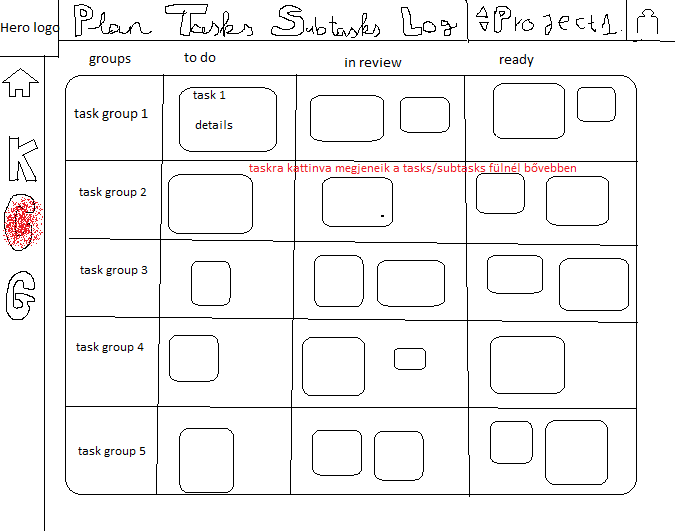 Hero logo
Plan Tasks Subtasks Log Project1.
groups to do in review ready
task group 1
task 1
details
taskra kattinva megjeneik a tasks/subtasks fülnél bővebben
task group 2
task group 3
task group 4
task group 5
K
G
G